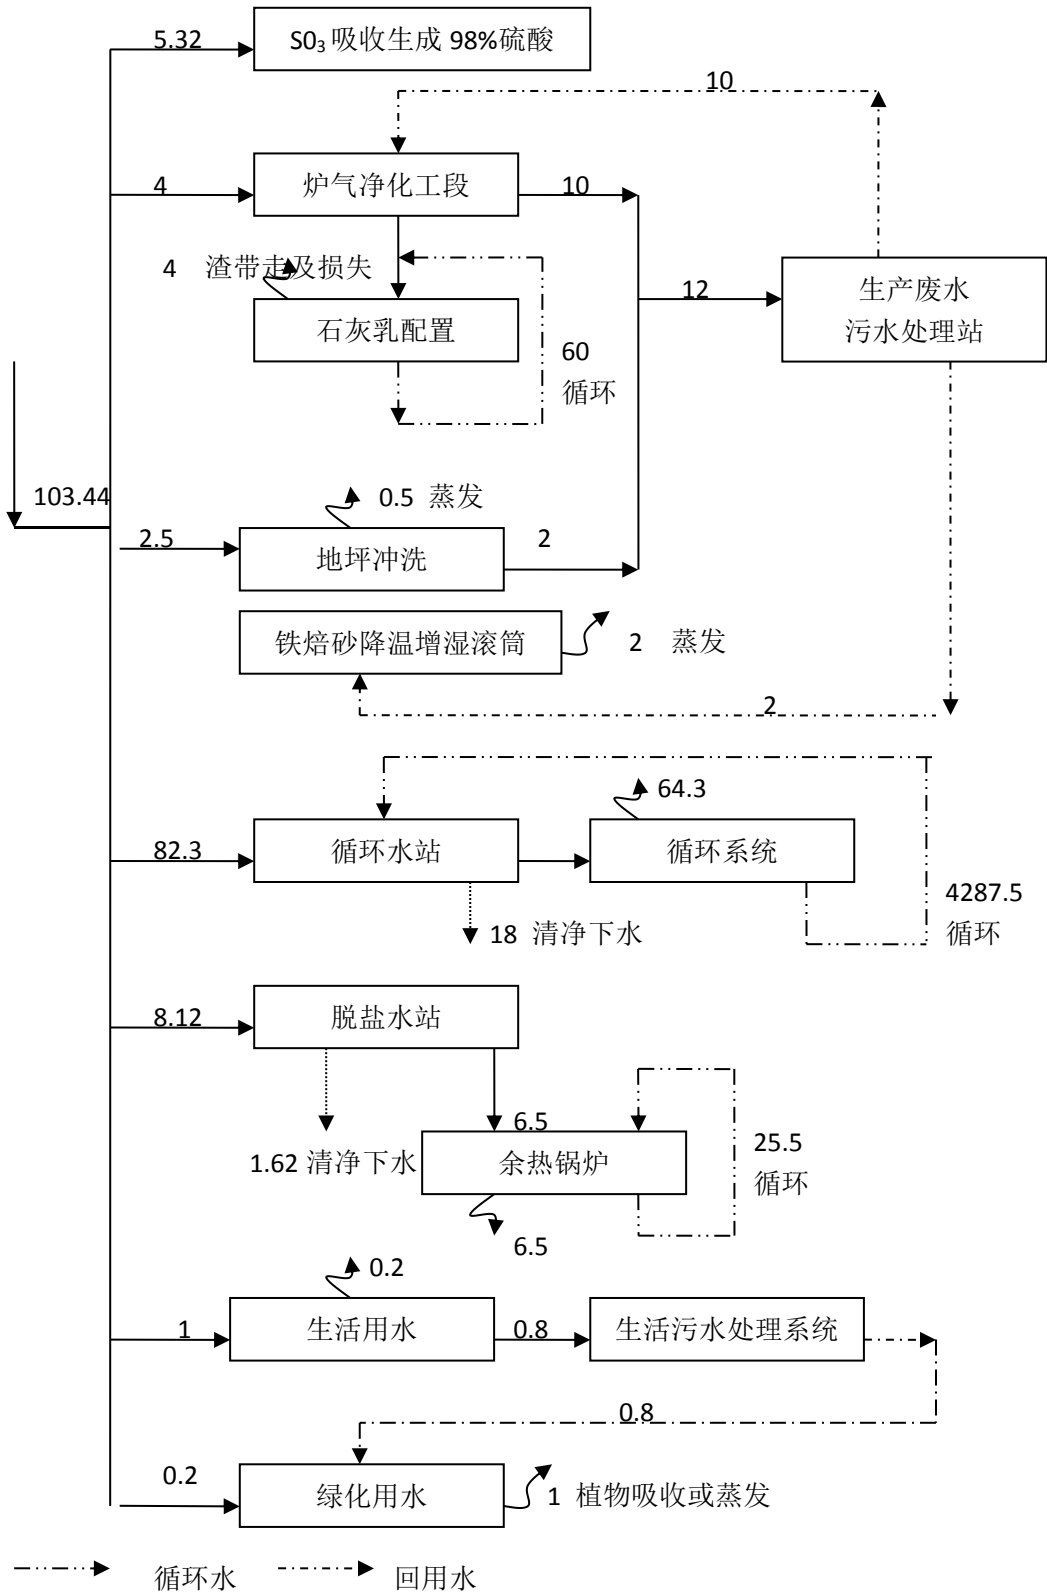 5.32
S0₃ 吸收生成 98%硫酸
10
4
炉气净化工段
10
4 渣带走及损失
12
生产废水
污水处理站
石灰乳配置
60
循环
103.44
0.5 蒸发
2.5
地坪冲洗
2
铁焙砂降温增湿滚筒
2 蒸发
2
64.3
82.3
循环水站
循环系统
4287.5
循环
18 清净下水
8.12
脱盐水站
6.5
1.62 清净下水
余热锅炉
25.5
循环
6.5
0.2
1
生活用水
0.8
生活污水处理系统
0.8
0.2
绿化用水
1 植物吸收或蒸发
循环水
回用水